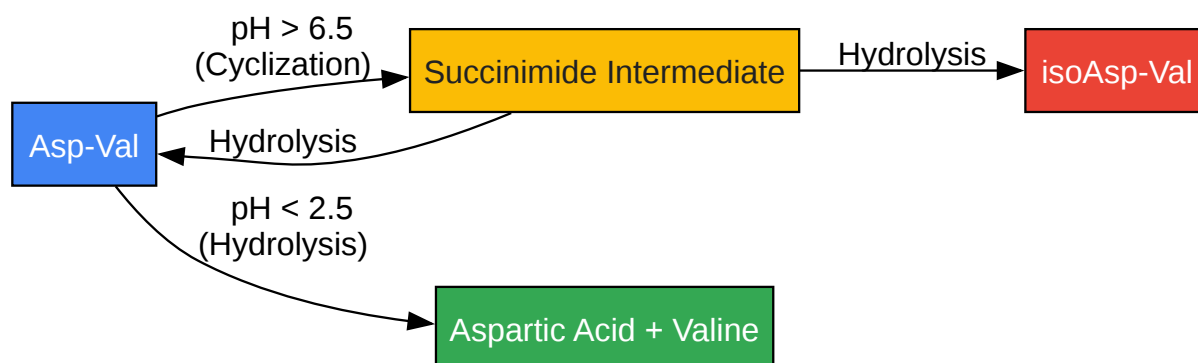 pH > 6.5
(Cyclization)
Succinimide Intermediate
Hydrolysis
isoAsp-Val
Asp-Val
Hydrolysis
pH < 2.5
(Hydrolysis)
Aspartic Acid + Valine